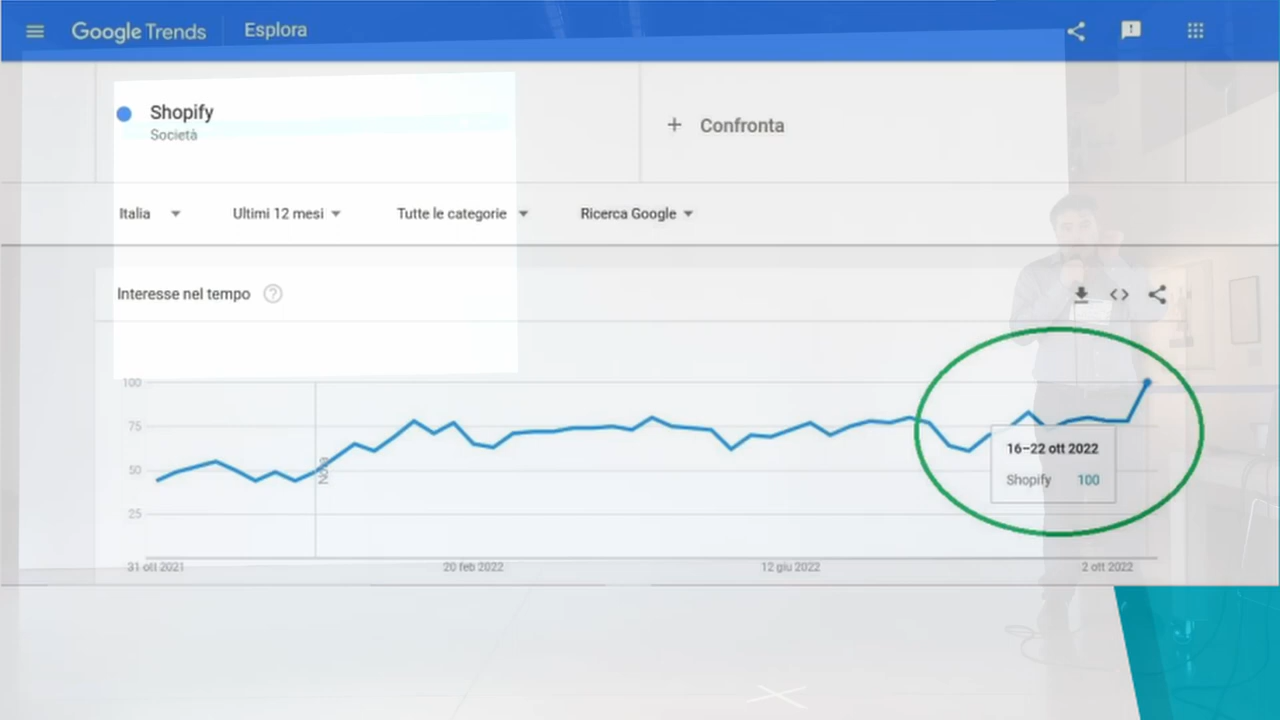 Google Trends Esplora
Shopify
Società
+ Confronta
Italia Ultimi 12 mesi Tutte le categorie Ricerca Google
Interesse nel tempo ?
100
75
50
25
Nota
16–22 ott 2022
Shopify 100
31 ott 2021 20 feb 2022 12 giu 2022 2 ott 2022